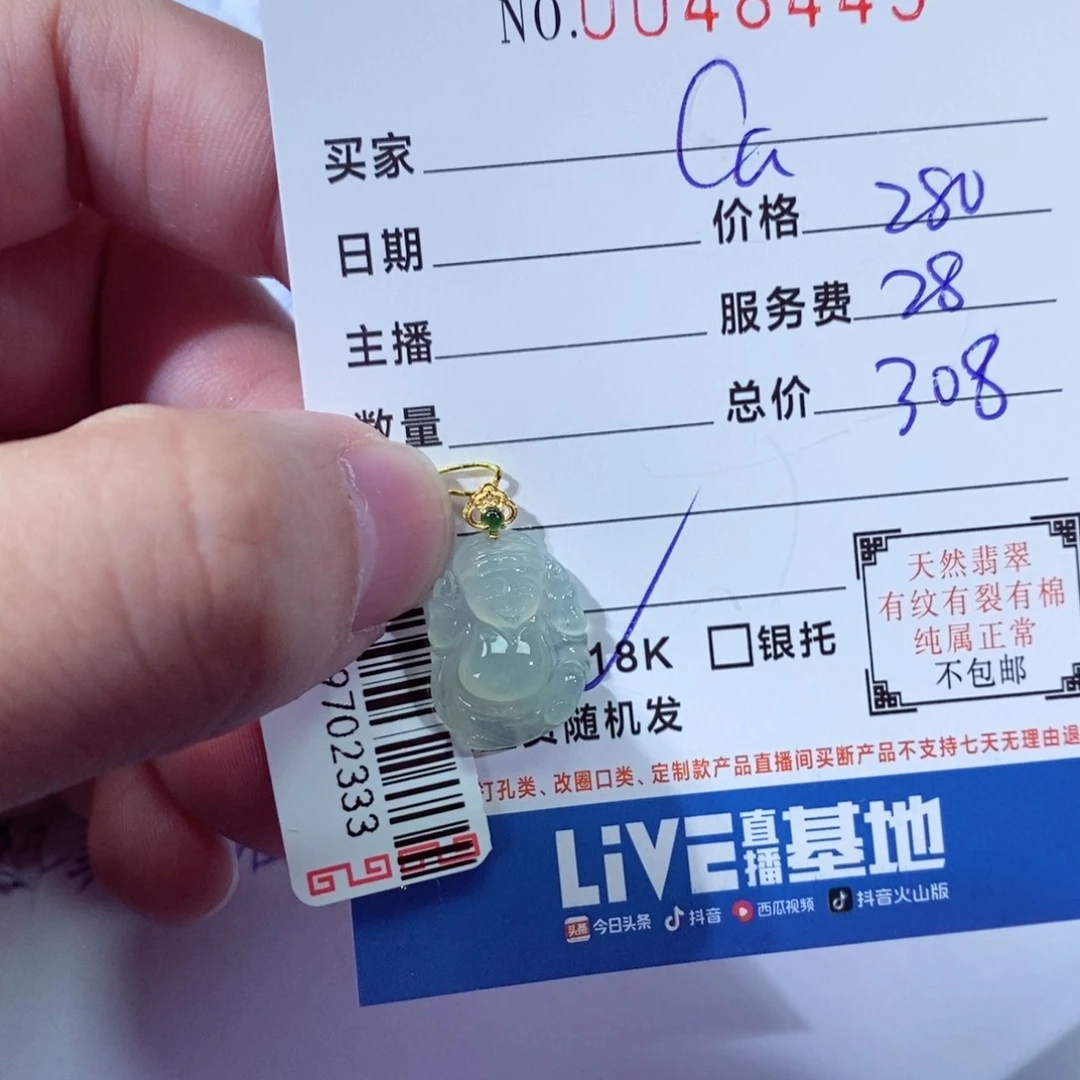 NO.0048445
买家 Ca
日期 价格 280
主播 服务费 28
数量 总价 308
天然翡翠
有纹有裂有棉
纯属正常
不包邮
18K □银托
随机发
打孔类、改圈口类、定制款产品直播间买断产品不支持七天无理由退
9702333
LiVE直播基地
头条 今日头条 抖音 西瓜视频 抖音火山版